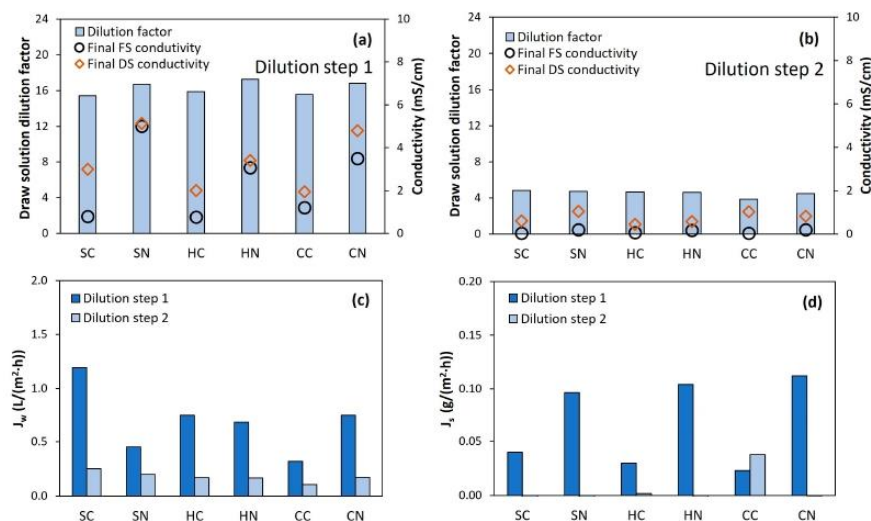 24
20
16
12
8
4
0
Draw solution dilution factor
Dilution factor
Final FS condutivity
Final DS condutivity
(a)
Dilution step 1
10
8
6
4
2
0
Conductivity (mS/cm)
SC SN HC HN CC CN
24
20
16
12
8
4
0
Draw solution dilution factor
Dilution factor
Final FS condutivity
Final DS condutivity
(b)
Dilution step 2
10
8
6
4
2
0
Conductivity (mS/cm)
SC SN HC HN CC CN
2.0
1.5
1.0
0.5
0.0
J_w (L/(m²·h)
Dilution step 1
Dilution step 2
(c)
SC SN HC HN CC CN
0.20
0.15
0.10
0.05
0.00
J_s (g/(m²·h)
Dilution step 1
Dilution step 2
(d)
SC SN HC HN CC CN